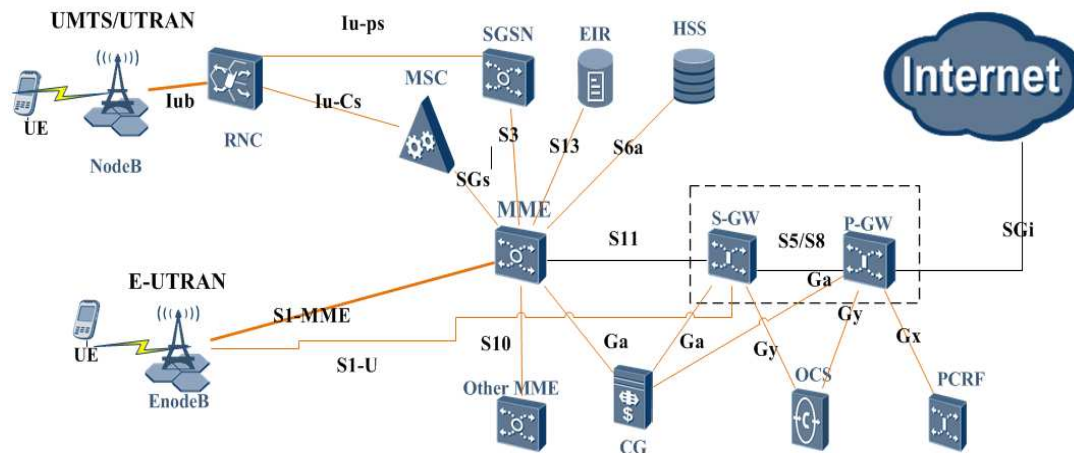 UMTS/UTRAN
Iu-ps
SGSN
EIR
HSS
Internet
MSC
UE
Iub
Iu-Cs
RNC
NodeB
S3
S13
S6a
SGs
MME
S-GW
P-GW
S11
S5/S8
SGi
Ga
E-UTRAN
S1-MME
UE
S1-U
S10
Ga
Ga
Gy
Gy
Gx
EnodeB
Other MME
CG
OCS
PCRF